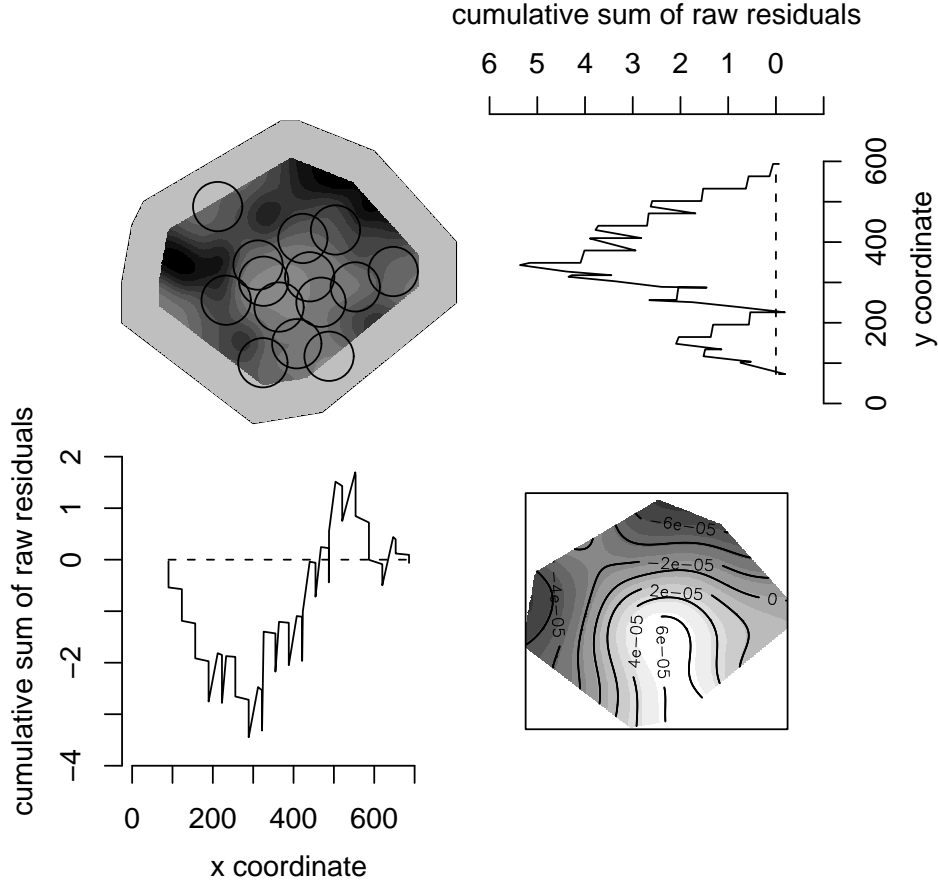 cumulative sum of raw residuals
6 5 4 3 2 1 0
0 200 400 600
y coordinate
cumulative sum of raw residuals
−4 −2 0 1 2
0 200 400 600
x coordinate
−6e−05
−4e−05
−2e−05
0
2e−05
4e−05
6e−05